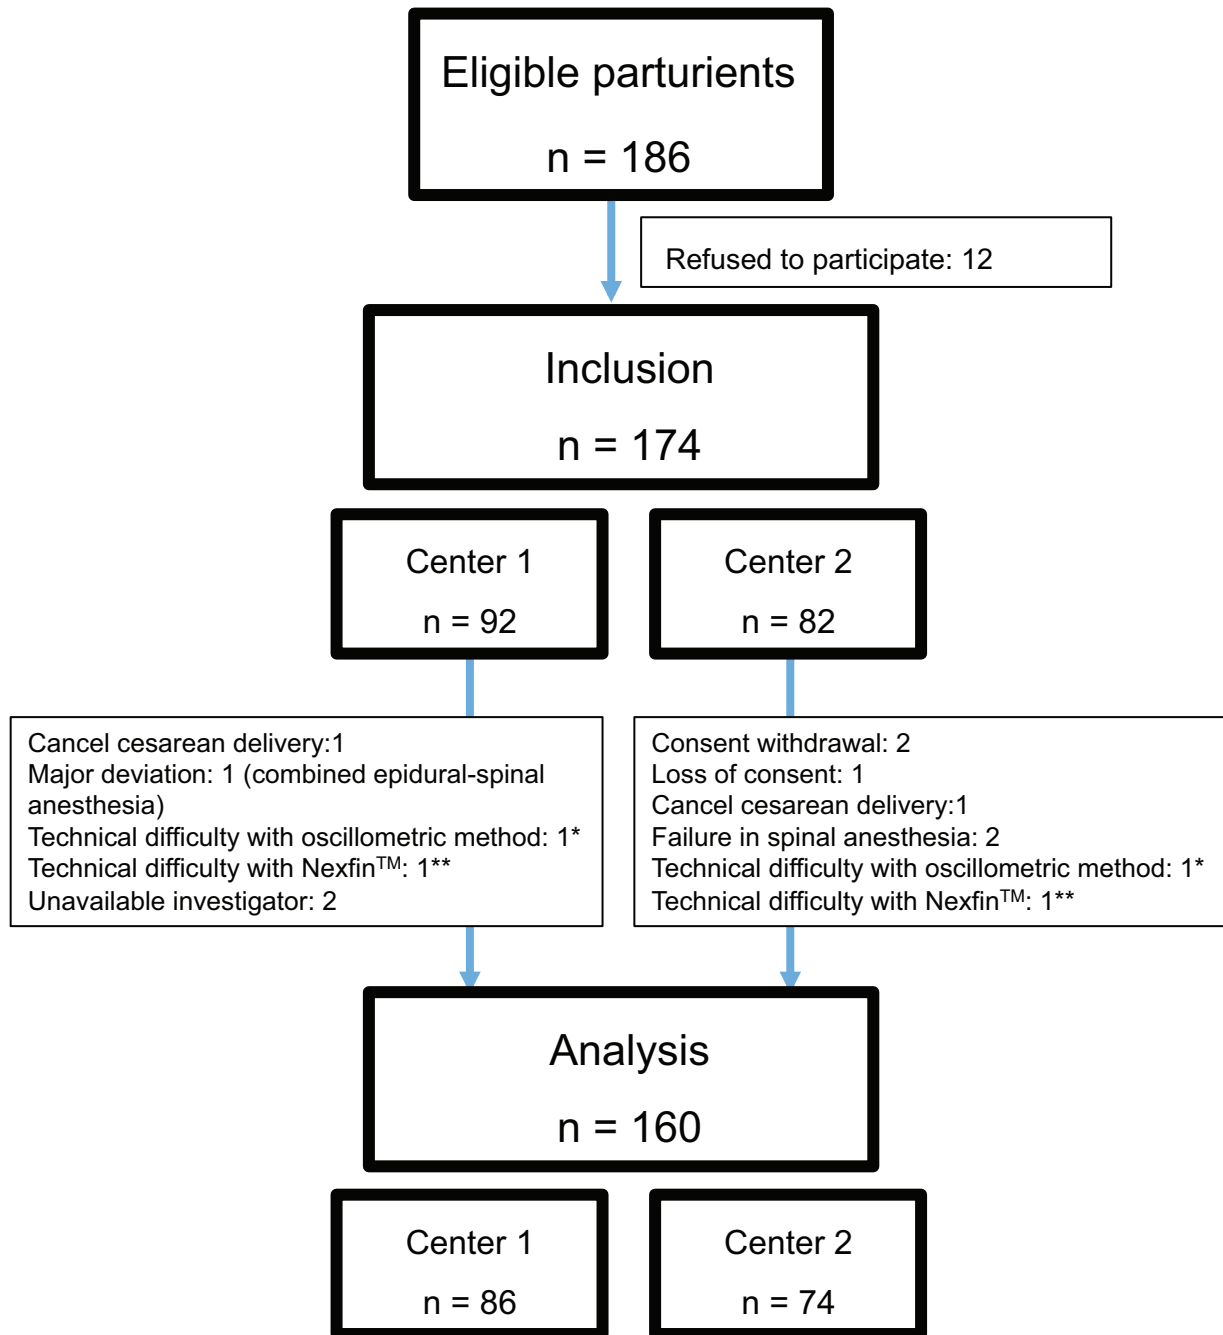 Eligible parturients
n = 186
Refused to participate: 12
Inclusion
n = 174
Center 1
n = 92
Center 2
n = 82
Cancel cesarean delivery:1
Major deviation: 1 (combined epidural-spinal
anesthesia)
Technical difficulty with oscillometric method: 1*
Technical difficulty with Nexfin™: 1**
Unavailable investigator: 2
Consent withdrawal: 2
Loss of consent: 1
Cancel cesarean delivery:1
Failure in spinal anesthesia: 2
Technical difficulty with oscillometric method: 1*
Technical difficulty with Nexfin™: 1**
Analysis
n = 160
Center 1
n = 86
Center 2
n = 74